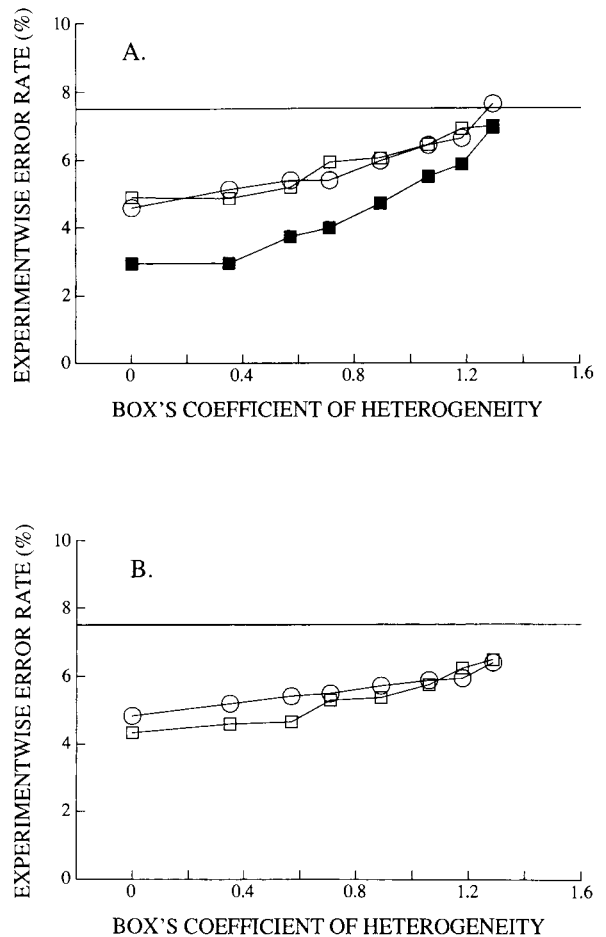 A.
EXPERIMENTWISE ERROR RATE (%)
10
8
6
4
2
0
0 0.4 0.8 1.2 1.6
BOX'S COEFFICIENT OF HETEROGENEITY
B.
EXPERIMENTWISE ERROR RATE (%)
10
8
6
4
2
0
0 0.4 0.8 1.2 1.6
BOX'S COEFFICIENT OF HETEROGENEITY